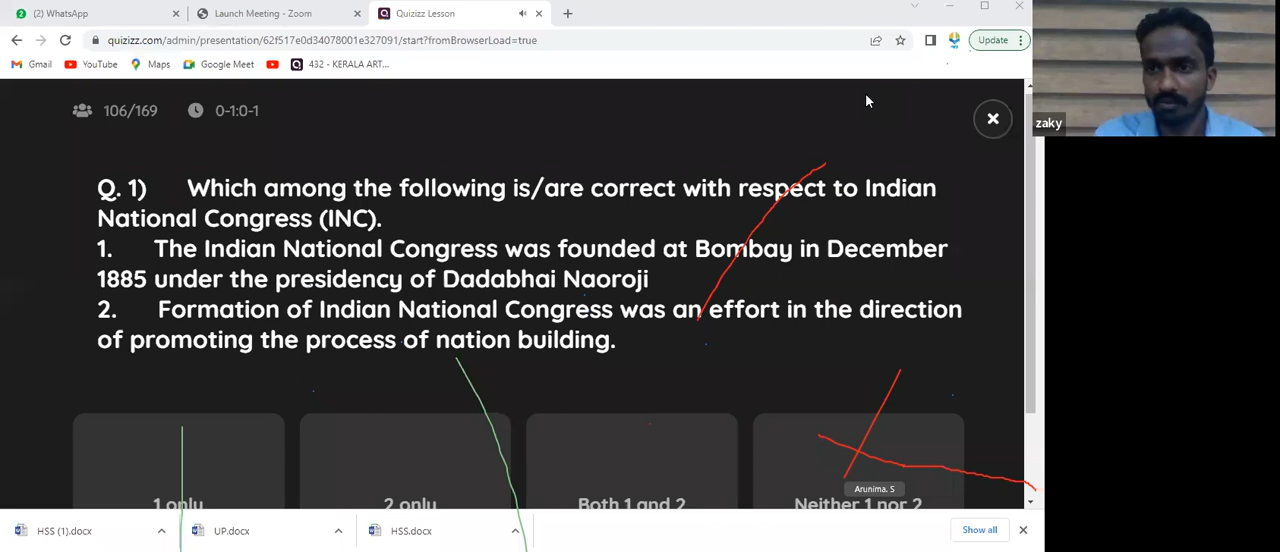 (2) WhatsApp
Launch Meeting - Zoom
Quizizz Lesson
quizizz.com/admin/presentation/62f517e0d34078001e327091/start?fromBrowserLoad=true
Update
Gmail
YouTube
Maps
Google Meet
432 - KERALA ART...
zaky
106/169
0-1:0-1
Q. 1) Which among the following is/are correct with respect to Indian
National Congress (INC).
1. The Indian National Congress was founded at Bombay in December
1885 under the presidency of Dadabhai Naoroji
2. Formation of Indian National Congress was an effort in the direction
of promoting the process of nation building.
1 only
2 only
Both 1 and 2
Neither 1 nor 2
Arunima. S
HSS (1).docx
UP.docx
HSS.docx
Show all